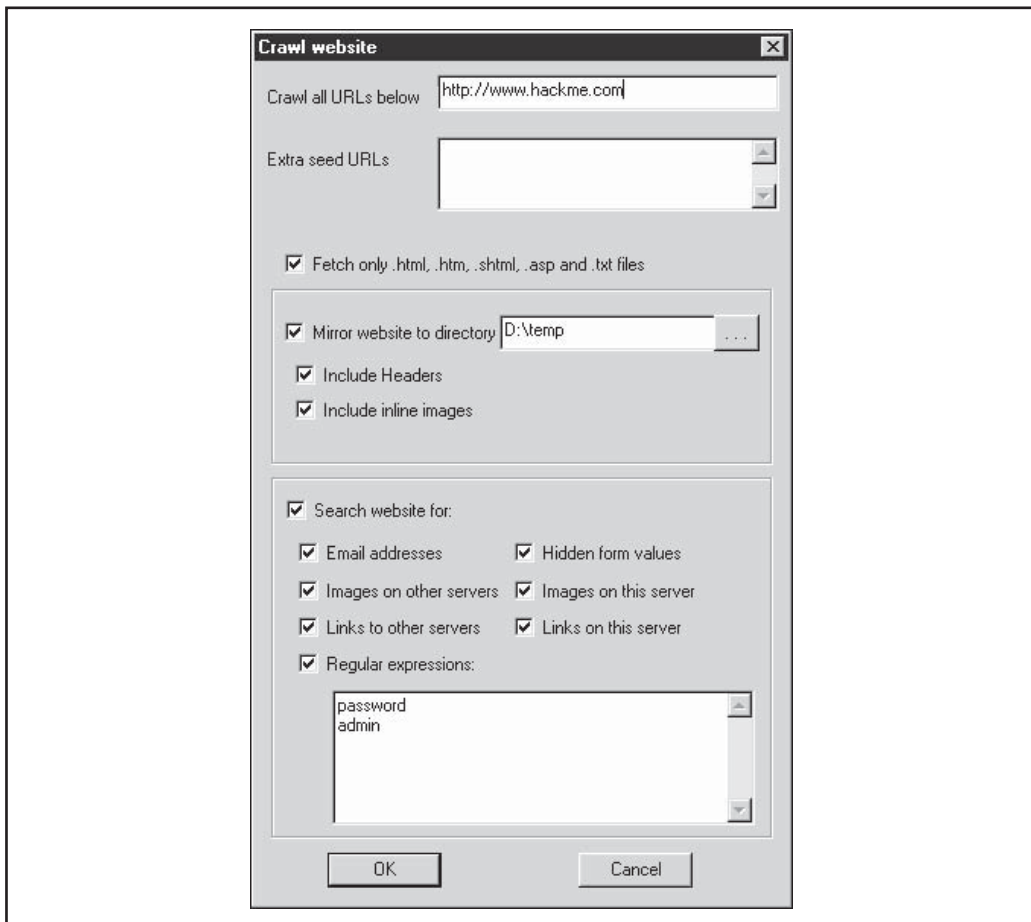 Crawl website
Crawl all URLs below http://www.hackme.com
Extra seed URLs
Fetch only .html, .htm, .shtml, .asp and .txt files
Mirror website to directory D:\temp ...
Include Headers
Include inline images
Search website for:
Email addresses Hidden form values
Images on other servers Images on this server
Links to other servers Links on this server
Regular expressions:
password
admin
OK Cancel